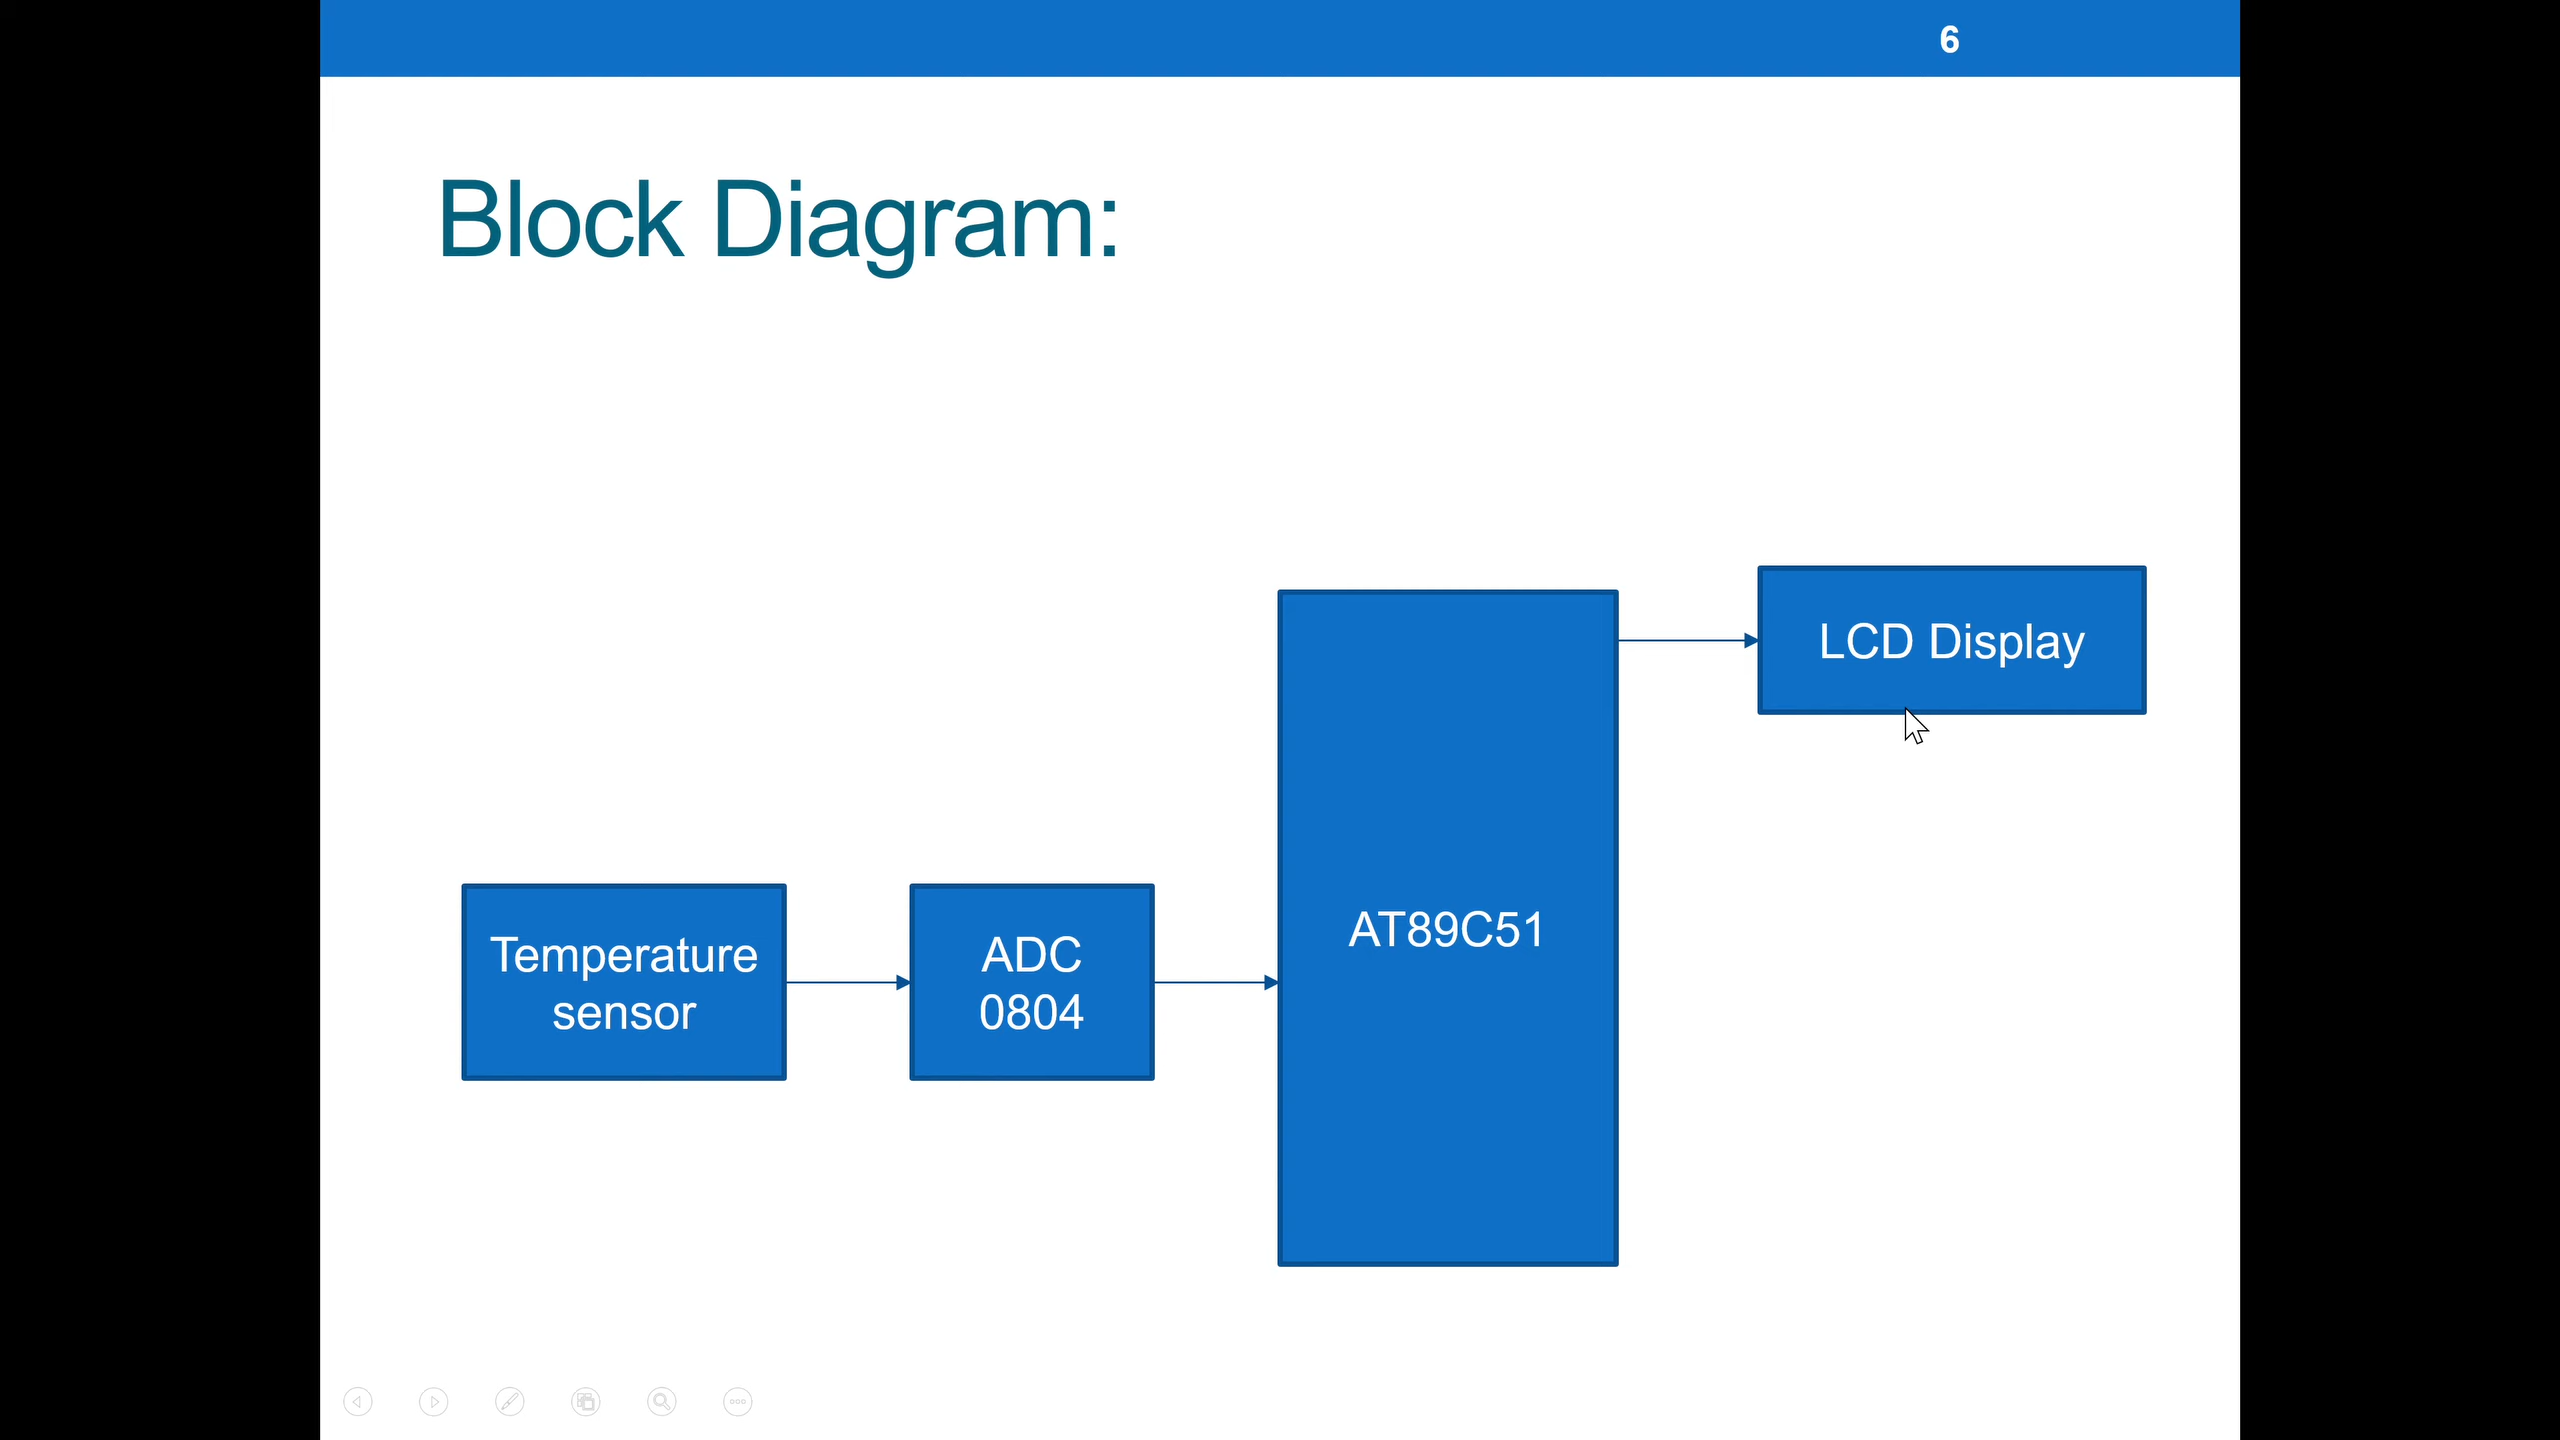 6
Block Diagram:
LCD Display
AT89C51
Temperature
sensor
ADC
0804